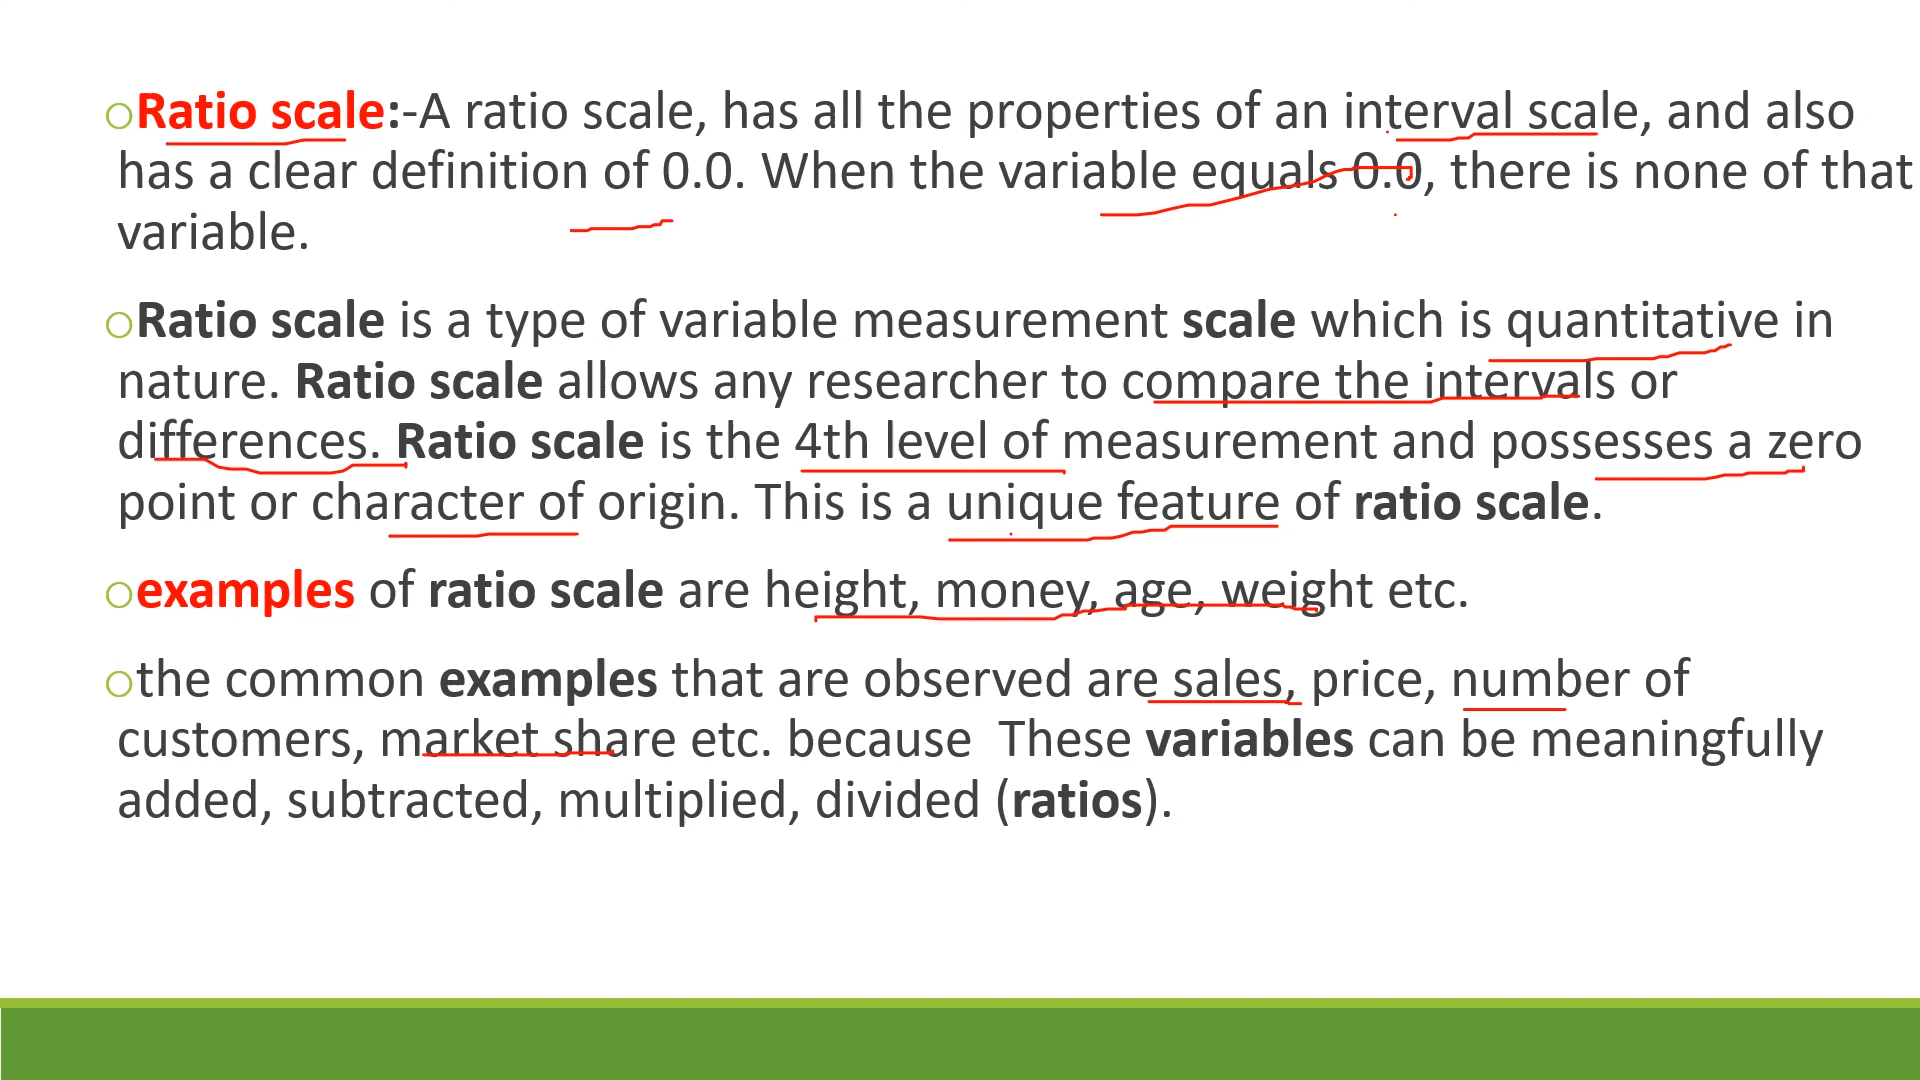 Ratio scale:-A ratio scale, has all the properties of an interval scale, and also
has a clear definition of 0.0. When the variable equals 0.0, there is none of that
variable.
Ratio scale is a type of variable measurement scale which is quantitative in
nature. Ratio scale allows any researcher to compare the intervals or
differences. Ratio scale is the 4th level of measurement and possesses a zero
point or character of origin. This is a unique feature of ratio scale.
examples of ratio scale are height, money, age, weight etc.
the common examples that are observed are sales, price, number of
customers, market share etc. because  These variables can be meaningfully
added, subtracted, multiplied, divided (ratios).